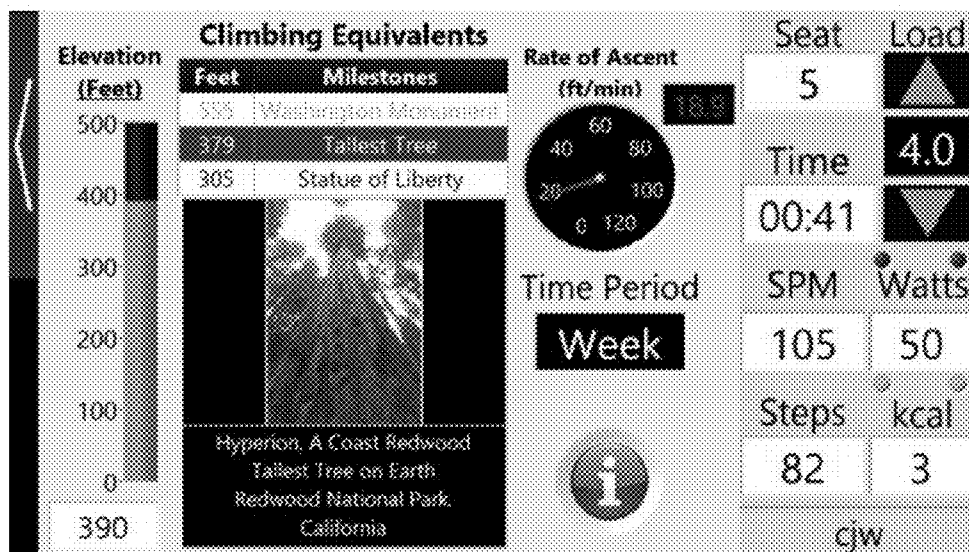 Elevation
(Feet)
500
400
300
200
100
0
390
Climbing Equivalents
Feet Milestones
555 Washington Monument
379 Tallest Tree
305 Statue of Liberty
Hyperion, A Coast Redwood
Tallest Tree on Earth
Redwood National Park,
California
Rate of Ascent
(ft/min)
18.8
60
40 80
20 100
0 120
Time Period
Week
i
Seat Load
5
Time 4.0
00:41
SPM Watts
105 50
Steps kcal
82 3
cjw